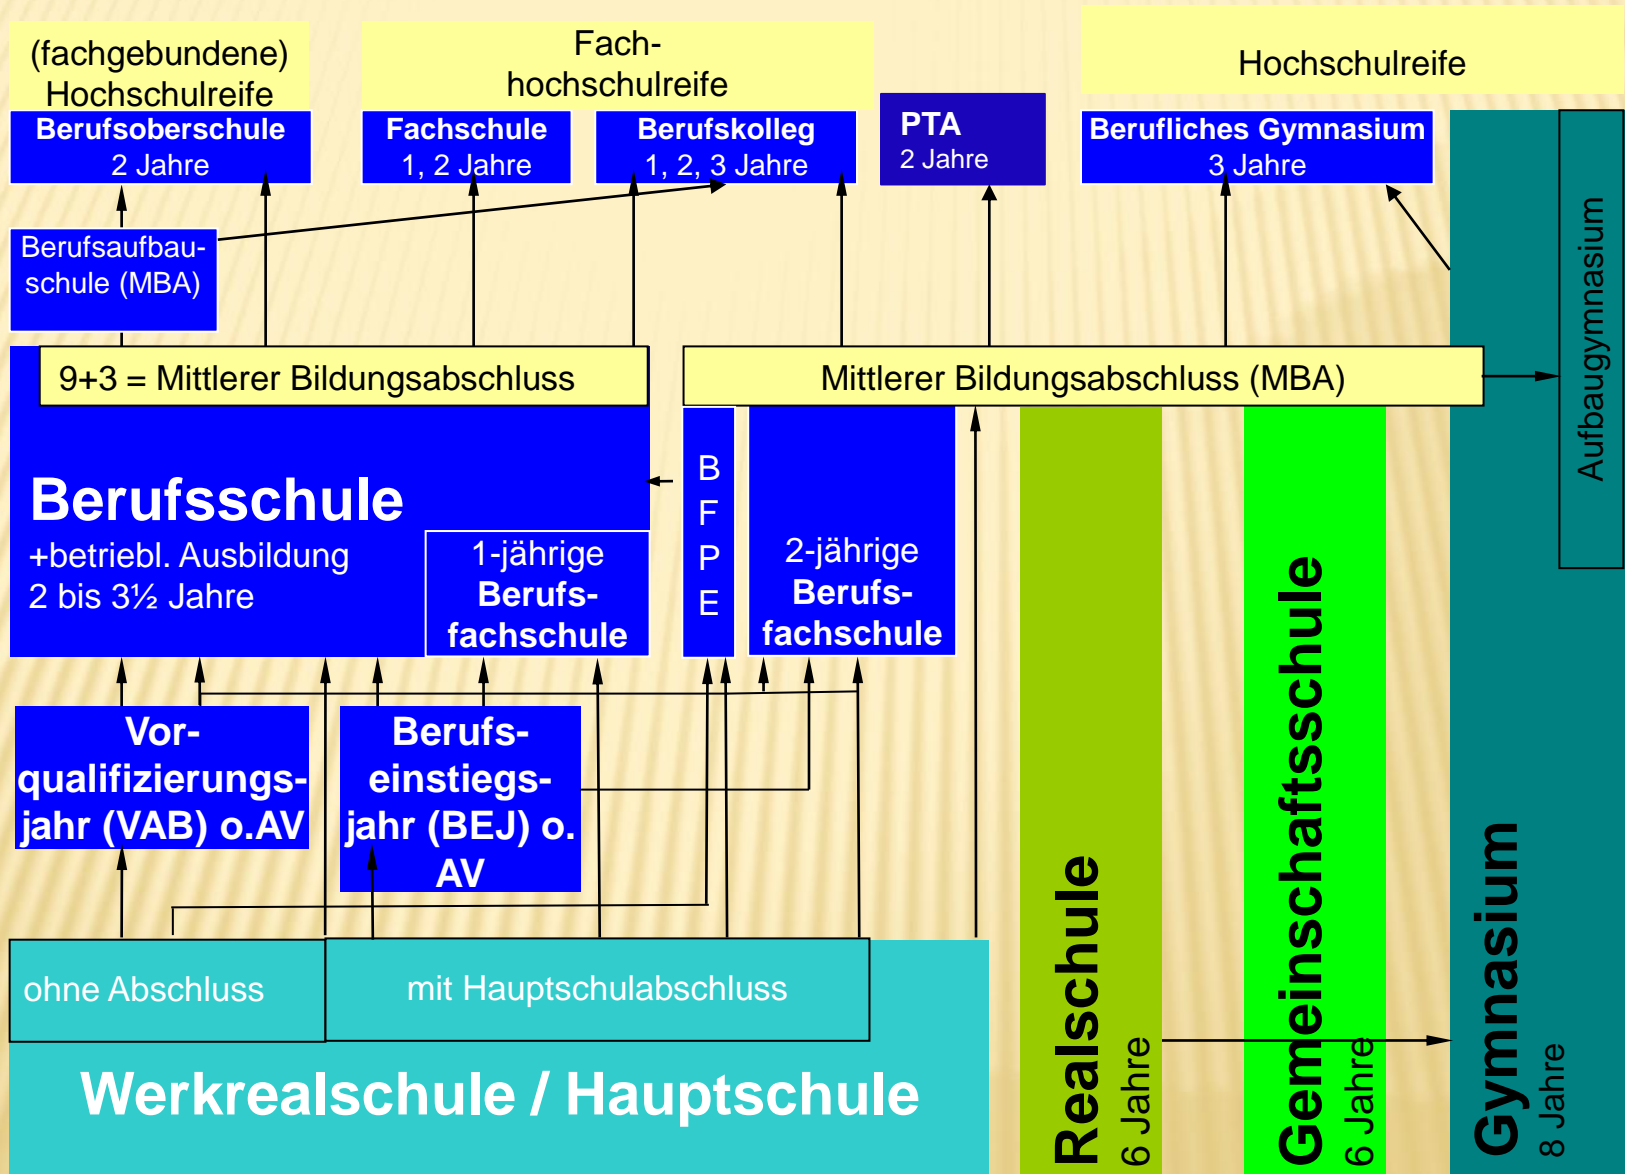 (fachgebundene)
Hochschulreife
Fach-
hochschulreife
Hochschulreife
Berufsoberschule
2 Jahre
Fachschule
1, 2 Jahre
Berufskolleg
1, 2, 3 Jahre
PTA
2 Jahre
Berufliches Gymnasium
3 Jahre
Berufsaufbau-
schule (MBA)
Aufbaugymnasium
9+3 = Mittlerer Bildungsabschluss
Mittlerer Bildungsabschluss (MBA)
Berufsschule
+betriebl. Ausbildung
2 bis 3½ Jahre
1-jährige
Berufs-
fachschule
B
F
P
E
2-jährige
Berufs-
fachschule
Vor-
qualifizierungs-
jahr (VAB) o.AV
Berufs-
einstiegs-
jahr (BEJ) o.
AV
ohne Abschluss
mit Hauptschulabschluss
Werkrealschule / Hauptschule
Realschule
6 Jahre
Gemeinschaftsschule
6 Jahre
Gymnasium
8 Jahre